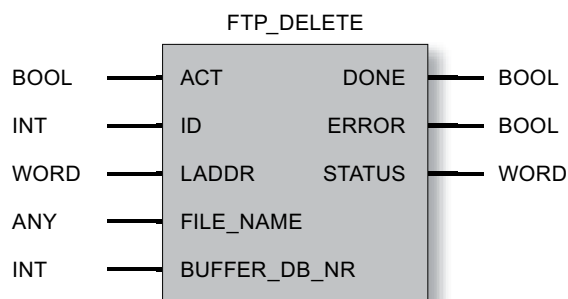 FTP_DELETE
BOOL ACT DONE BOOL
INT ID ERROR BOOL
WORD LADDR STATUS WORD
ANY FILE_NAME
INT BUFFER_DB_NR